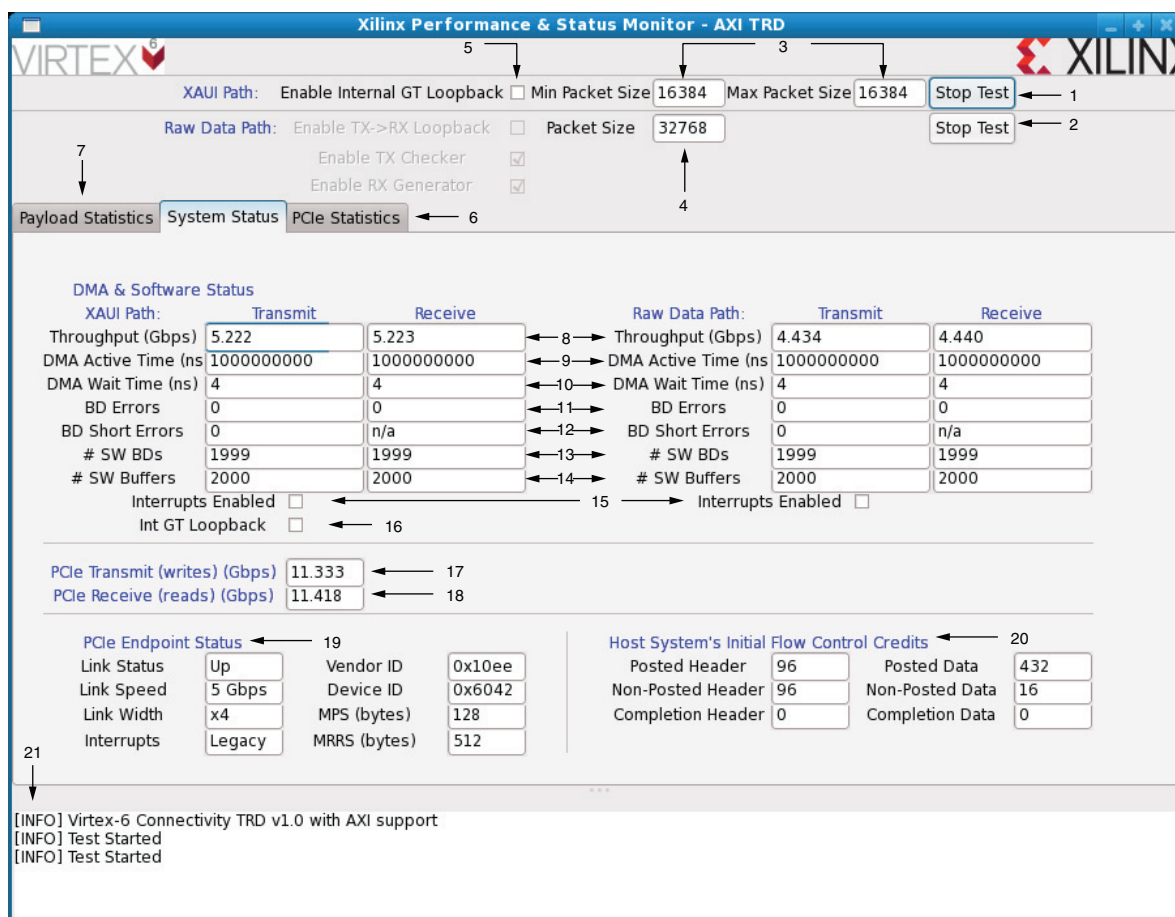 Xilinx Performance & Status Monitor - AXI TRD
VIRTEX 6
XILINX
5 3
XAUI Path: Enable Internal GT Loopback Min Packet Size 16384 Max Packet Size 16384 Stop Test 1
Raw Data Path: Enable TX->RX Loopback Packet Size 32768 Stop Test 2
7
Enable TX Checker
Enable RX Generator
4
Payload Statistics System Status PCIe Statistics 6
DMA & Software Status
XAUI Path: Transmit Receive Raw Data Path: Transmit Receive
Throughput (Gbps) 5.222 5.223 8 Throughput (Gbps) 4.434 4.440
DMA Active Time (ns 1000000000 1000000000 9 DMA Active Time (ns 1000000000 1000000000
DMA Wait Time (ns) 4 4 10 DMA Wait Time (ns) 4 4
BD Errors 0 0 11 BD Errors 0 0
BD Short Errors 0 n/a 12 BD Short Errors 0 n/a
# SW BDs 1999 1999 13 # SW BDs 1999 1999
# SW Buffers 2000 2000 14 # SW Buffers 2000 2000
Interrupts Enabled 15 Interrupts Enabled
Int GT Loopback 16
PCIe Transmit (writes) (Gbps) 11.333 17
PCIe Receive (reads) (Gbps) 11.418 18
PCIe Endpoint Status 19 Host System's Initial Flow Control Credits 20
Link Status Up Vendor ID 0x10ee Posted Header 96 Posted Data 432
Link Speed 5 Gbps Device ID 0x6042 Non-Posted Header 96 Non-Posted Data 16
Link Width x4 MPS (bytes) 128 Completion Header 0 Completion Data 0
Interrupts Legacy MRRS (bytes) 512
21
[INFO] Virtex-6 Connectivity TRD v1.0 with AXI support
[INFO] Test Started
[INFO] Test Started